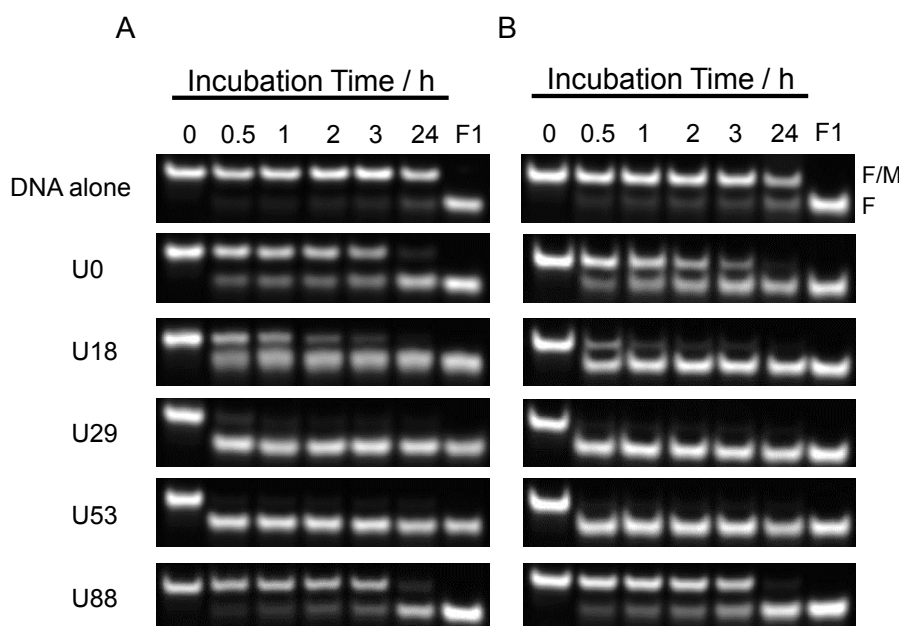 A B
Incubation Time / h Incubation Time / h
0 0.5 1 2 3 24 F1 0 0.5 1 2 3 24 F1
DNA alone F/M
F
U0
U18
U29
U53
U88